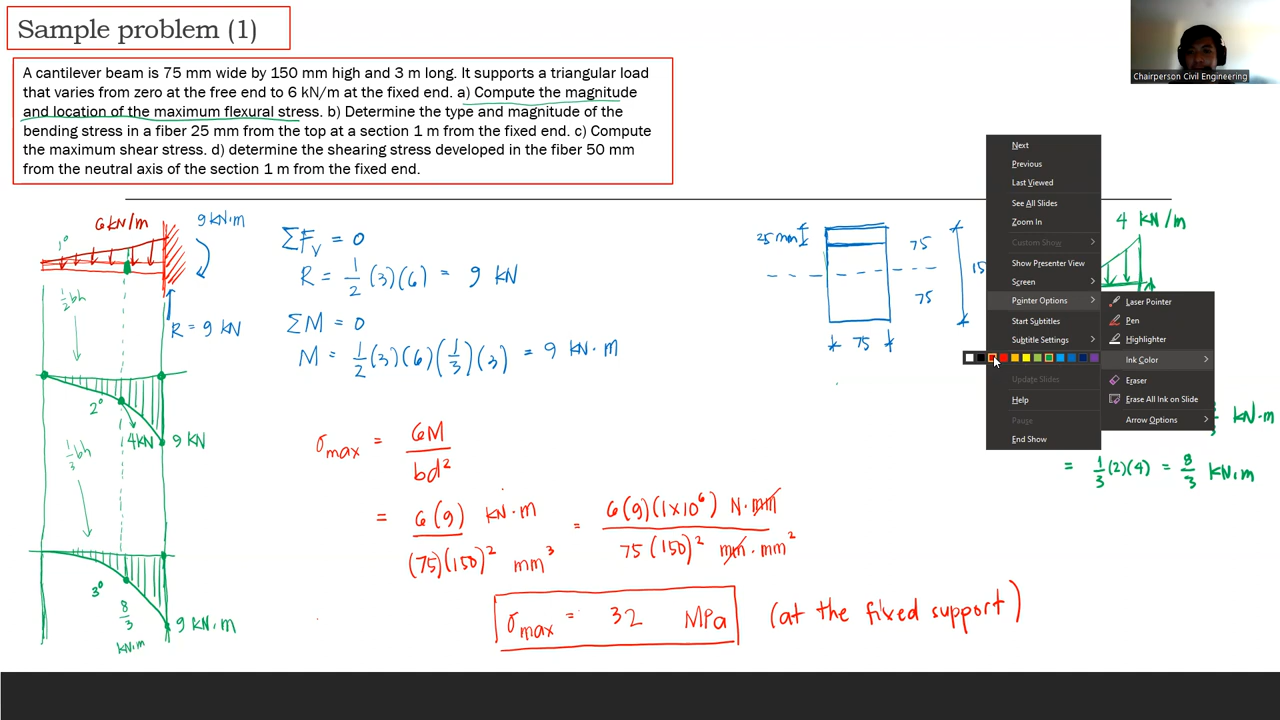 Sample problem (1)
Chairperson Civil Engineering
A cantilever beam is 75 mm wide by 150 mm high and 3 m long. It supports a triangular load
that varies from zero at the free end to 6 kN/m at the fixed end. a) Compute the magnitude
and location of the maximum flexural stress. b) Determine the type and magnitude of the
bending stress in a fiber 25 mm from the top at a section 1 m from the fixed end. c) Compute
the maximum shear stress. d) determine the shearing stress developed in the fiber 50 mm
from the neutral axis of the section 1 m from the fixed end.
6 kN/m
9 kN.m
1°
1/2 bh
R = 9 kN
2°
4kN
9 kN
1/3 bh
3°
8/3
kN.m
9 kN.m
ΣFv = 0
R = 1/2 (3)(6) = 9 kN
ΣM = 0
M = 1/2 (3)(6)(1/3)(3) = 9 kN·m
σmax = 6M / bd²
= 6(9) kN·m / (75)(150)² mm³ = 6(9)(1x10⁶) N·mm / 75(150)² mm·mm²
σmax = 32 MPa (at the fixed support)
25 mm
75
75
15
75
4 kN/m
kN.m
= 1/3 (2)(4) = 8/3 kN.m
Next
Previous
Last Viewed
See All Slides
Zoom In
Custom Show
Show Presenter View
Screen
Pointer Options
Start Subtitles
Subtitle Settings
Update Slides
Help
Pause
End Show
Laser Pointer
Pen
Highlighter
Ink Color
Eraser
Erase All Ink on Slide
Arrow Options